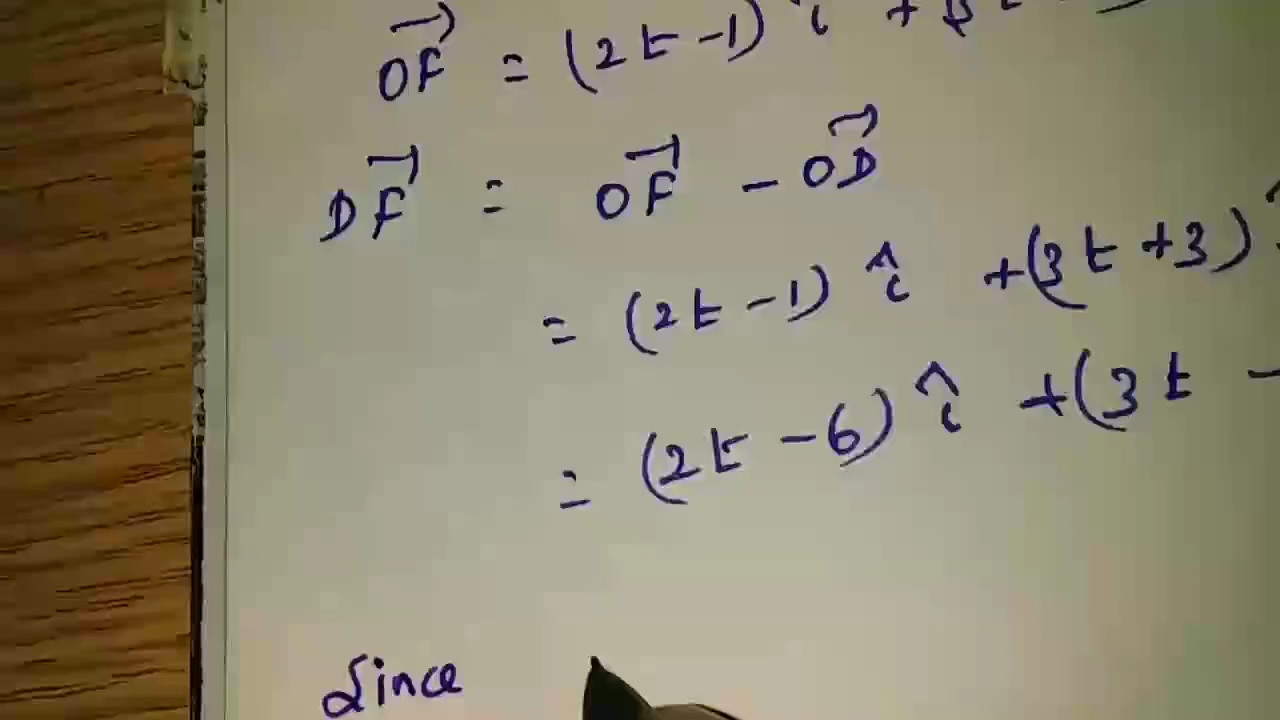 OF⃗ = (2t-1) î +
DF⃗ = OF⃗ - OD⃗
= (2t-1) î +(3t+3)
= (2t-6) î +(3t -
Since